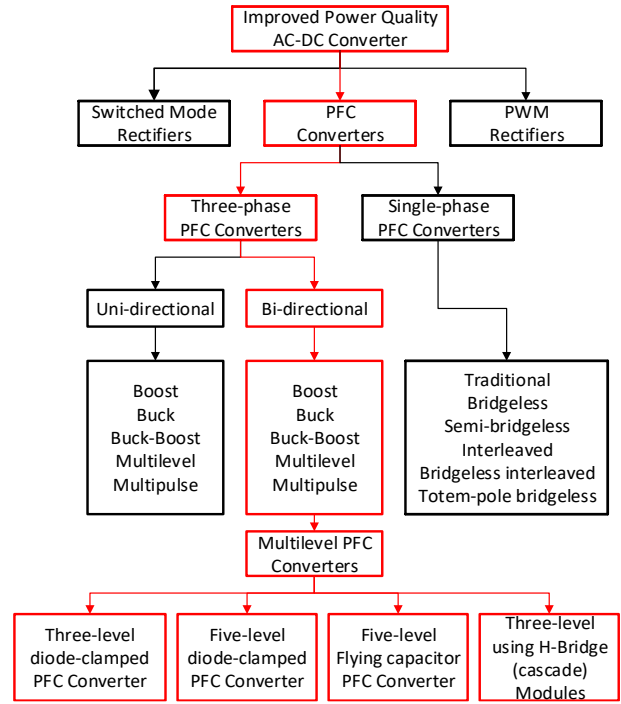 Improved Power Quality
AC-DC Converter
Switched Mode
Rectifiers
PFC
Converters
PWM
Rectifiers
Three-phase
PFC Converters
Single-phase
PFC Converters
Uni-directional
Bi-directional
Boost
Buck
Buck-Boost
Multilevel
Multipulse
Boost
Buck
Buck-Boost
Multilevel
Multipulse
Traditional
Bridgeless
Semi-bridgeless
Interleaved
Bridgeless interleaved
Totem-pole bridgeless
Multilevel PFC
Converters
Three-level
diode-clamped
PFC Converter
Five-level
diode-clamped
PFC Converter
Five-level
Flying capacitor
PFC Converter
Three-level
using H-Bridge
(cascade)
Modules